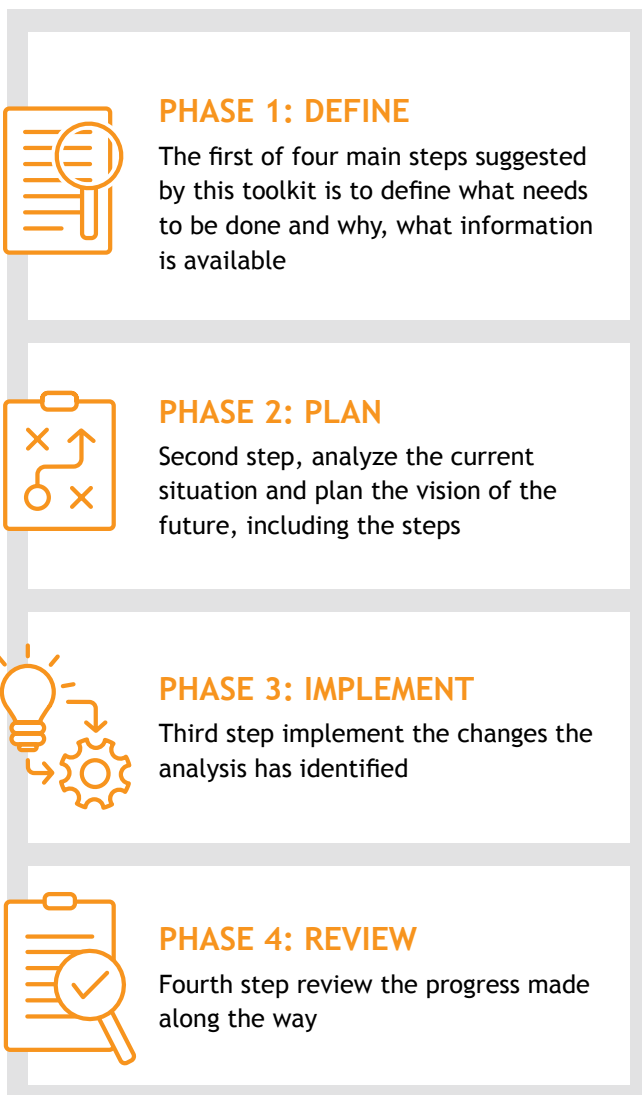 PHASE 1: DEFINE
The first of four main steps suggested
by this toolkit is to define what needs
to be done and why, what information
is available
PHASE 2: PLAN
Second step, analyze the current
situation and plan the vision of the
future, including the steps
PHASE 3: IMPLEMENT
Third step implement the changes the
analysis has identified
PHASE 4: REVIEW
Fourth step review the progress made
along the way